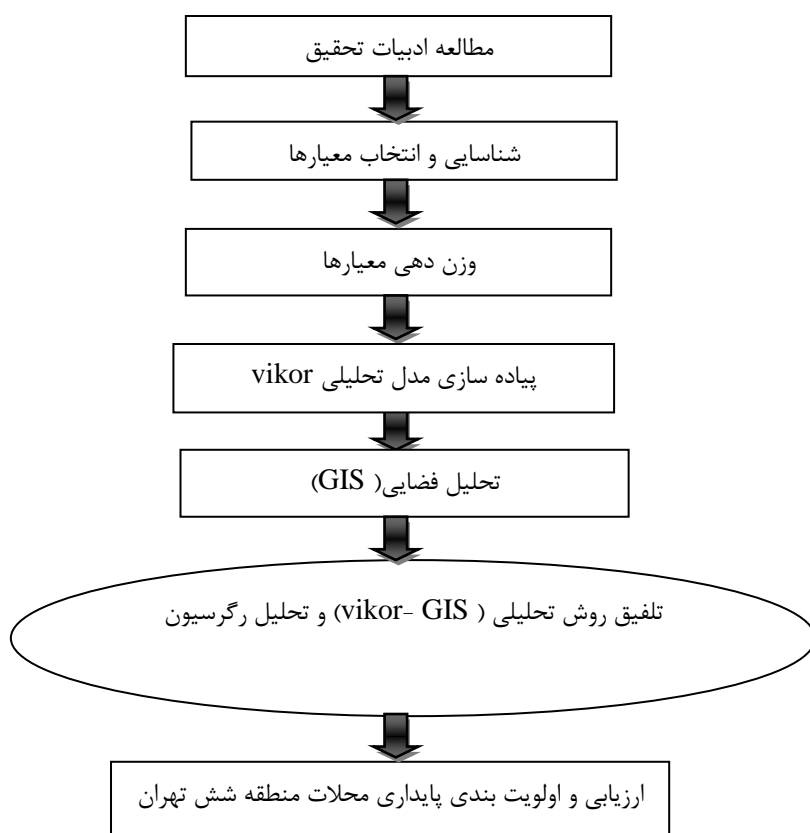 مطالعه ادبیات تحقیق
شناسایی و انتخاب معیارها
وزن دهی معیارها
پیاده سازی مدل تحلیلی vikor
تحلیل فضایی( GIS)
تلفیق روش تحلیلی ( vikor- GIS) و تحلیل رگرسیون
ارزیابی و اولویت بندی پایداری محلات منطقه شش تهران